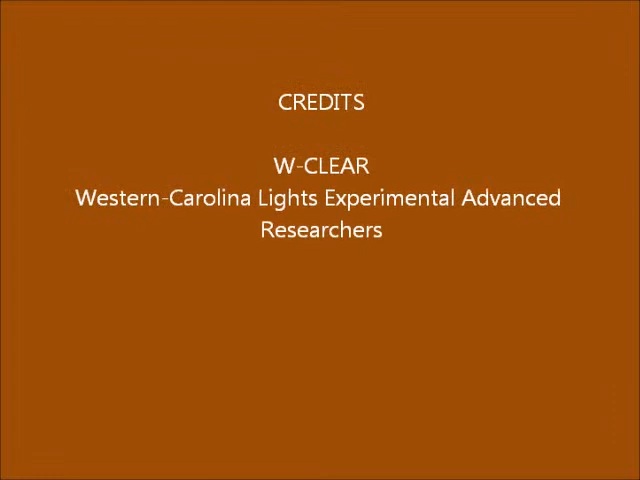 CREDITS
W-CLEAR
Western-Carolina Lights Experimental Advanced
Researchers